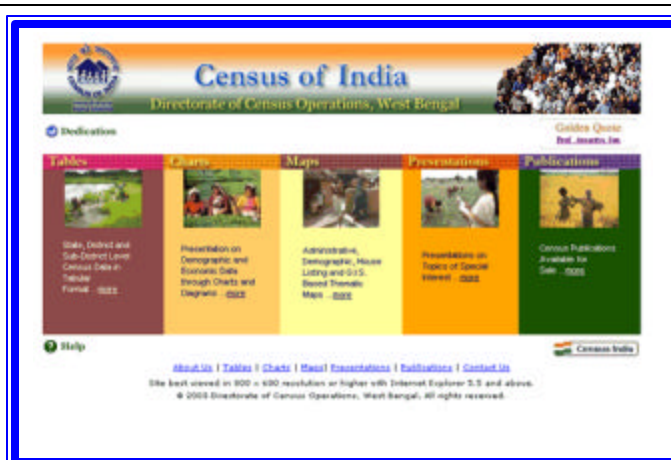 Census of India
Directorate of Census Operations, West Bengal
Dedication
Golden Quote
Tables
Charts
Maps
Presentations
Publications
State, District and
Sub-District Level
Census Data in
Tabular
Format ...more
Presentation on
Demographic and
Economic Data
through Charts and
Diagrams ...more
Administrative,
Demographic, House
Listing and G.I.S.
Based Thematic
Maps ...more
Presentations on
Topics of Special
Interest ...more
Census Publications
Available for
Sale ...more
Help
Census India
About Us | Tables | Charts | Maps| Presentations | Publications | Contact Us
Site best viewed in 800 x 600 resolution or higher with Internet Explorer 5.5 and above.
Directorate of Census Operations, West Bengal. All rights reserved.